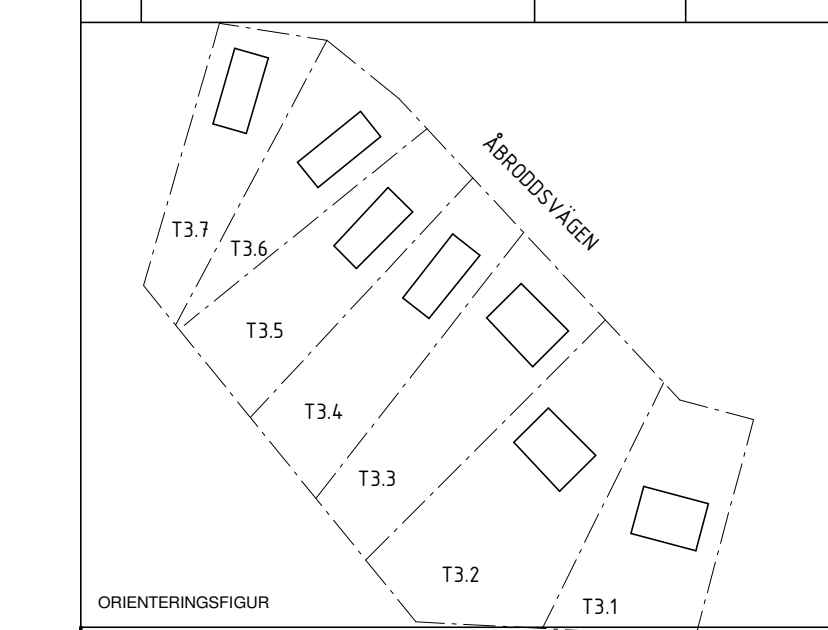 ÅBRODDSVÄGEN
T3.7
T3.6
T3.5
T3.4
T3.3
T3.2
T3.1
ORIENTERINGSFIGUR